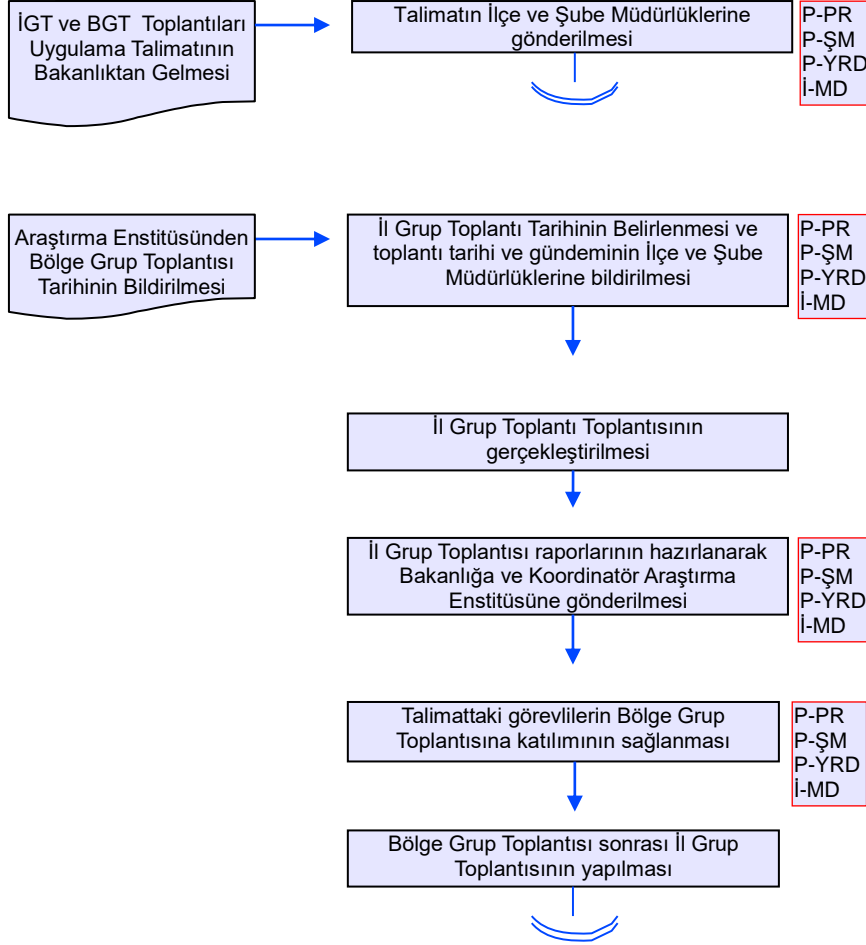 İGT ve BGT  Toplantıları
Uygulama Talimatının
Bakanlıktan Gelmesi
Talimatın İlçe ve Şube Müdürlüklerine
gönderilmesi
P-PR
P-ŞM
P-YRD
İ-MD
Araştırma Enstitüsünden
Bölge Grup Toplantısı
Tarihinin Bildirilmesi
İl Grup Toplantı Tarihinin Belirlenmesi ve
toplantı tarihi ve gündeminin İlçe ve Şube
Müdürlüklerine bildirilmesi
P-PR
P-ŞM
P-YRD
İ-MD
İl Grup Toplantı Toplantısının
gerçekleştirilmesi
İl Grup Toplantısı raporlarının hazırlanarak
Bakanlığa ve Koordinatör Araştırma
Enstitüsüne gönderilmesi
P-PR
P-ŞM
P-YRD
İ-MD
Talimattaki görevlilerin Bölge Grup
Toplantısına katılımının sağlanması
P-PR
P-ŞM
P-YRD
İ-MD
Bölge Grup Toplantısı sonrası İl Grup
Toplantısının yapılması